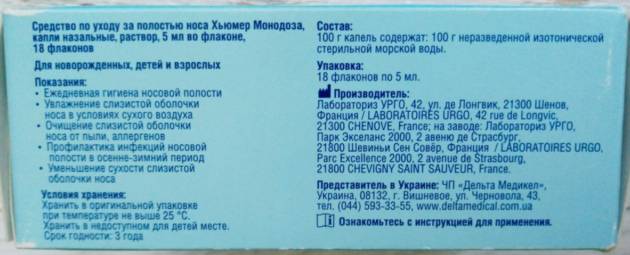 Средство по уходу за полостью носа Хьюмер Монодоза,
капли назальные, раствор, 5 мл во флаконе,
18 флаконов
Для новорожденных, детей и взрослых
Показания:
• Ежедневная гигиена носовой полости
• Увлажнение слизистой оболочки
носа в условиях сухого воздуха
• Очищение слизистой оболочки
носа от пыли, аллергенов
• Профилактика инфекций носовой
полости в осенне-зимний период
• Уменьшение сухости слизистой
оболочки носа
Условия хранения:
Хранить в оригинальной упаковке
при температуре не выше 25 °С.
Хранить в недоступном для детей месте.
Срок годности: 3 года
Состав:
100 г капель содержат: 100 г неразведенной изотонической
стерильной морской воды.
Упаковка:
18 флаконов по 5 мл.
Производитель:
Лабораториз УРГО, 42, ул. де Лонгвик, 21300 Шенов,
Франция / LABORATOIRES URGO, 42 rue de Longvic,
21300 CHENOVE, France; на заводе: Лабораториз УРГО,
Парк Экселанс 2000, 2 авеню де Страсбург,
21800 Шевиньи Сен Совёр, Франция / LABORATOIRES URGO,
Parc Excellence 2000, 2 avenue de Strasbourg,
21800 CHEVIGNY SAINT SAUVEUR, France.
Представитель в Украине: ЧП «Дельта Медикел»,
Украина, 08132, г. Вишневое, ул. Черновола, 43,
тел. (044) 593-33-55, www.deltamedical.com.ua
Ознакомьтесь с инструкцией для применения.